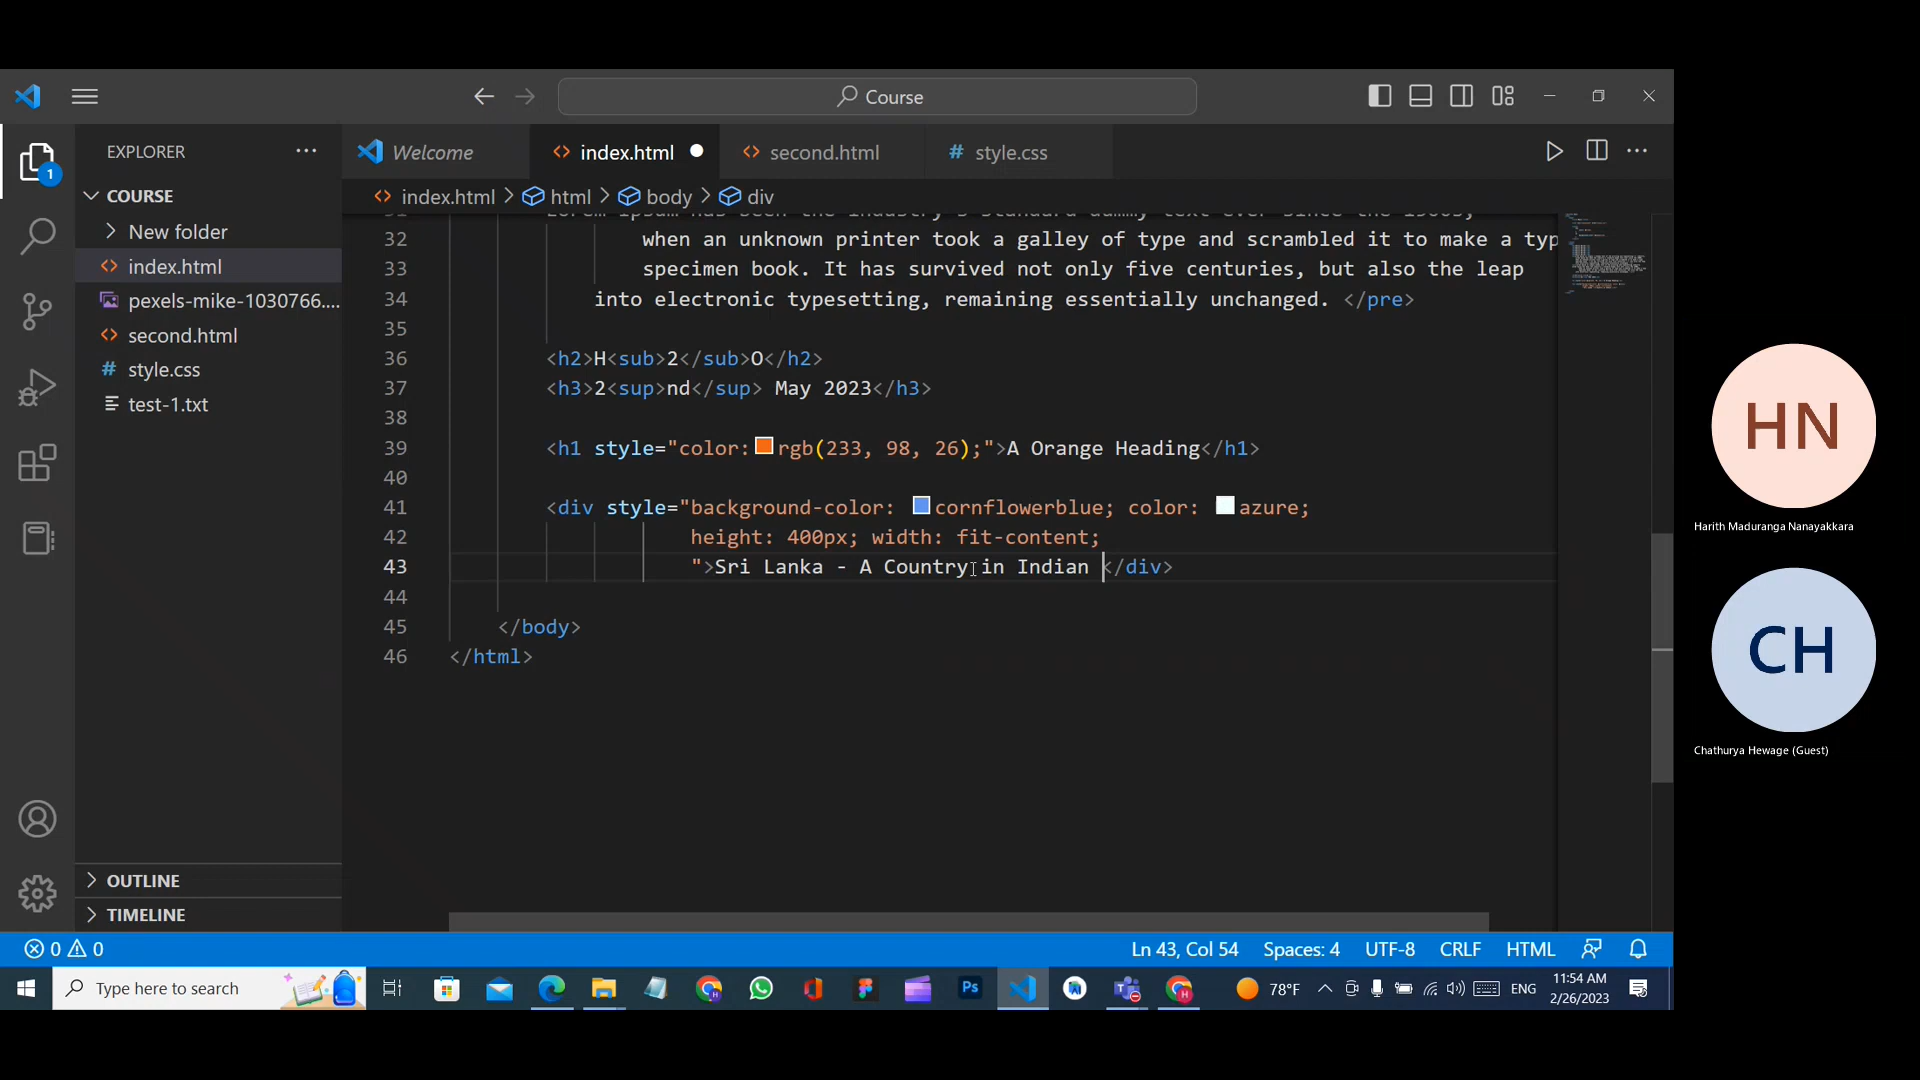 Course
EXPLORER
COURSE
New folder
index.html
pexels-mike-1030766....
second.html
style.css
test-1.txt
OUTLINE
TIMELINE
Welcome
index.html
second.html
style.css
index.html > html > body > div
32 when an unknown printer took a galley of type and scrambled it to make a typ
33 specimen book. It has survived not only five centuries, but also the leap
34 into electronic typesetting, remaining essentially unchanged. </pre>
35
36 <h2>H<sub>2</sub>O</h2>
37 <h3>2<sup>nd</sup> May 2023</h3>
38
39 <h1 style="color: rgb(233, 98, 26);">A Orange Heading</h1>
40
41 <div style="background-color: cornflowerblue; color: azure;
42 height: 400px; width: fit-content;
43 ">Sri Lanka - A Country in Indian </div>
44
45 </body>
46 </html>
1
0 0
Ln 43, Col 54 Spaces: 4 UTF-8 CRLF HTML
Type here to search
Ps
78°F
ENG
11:54 AM
2/26/2023
HN
Harith Maduranga Nanayakkara
CH
Chathurya Hewage (Guest)